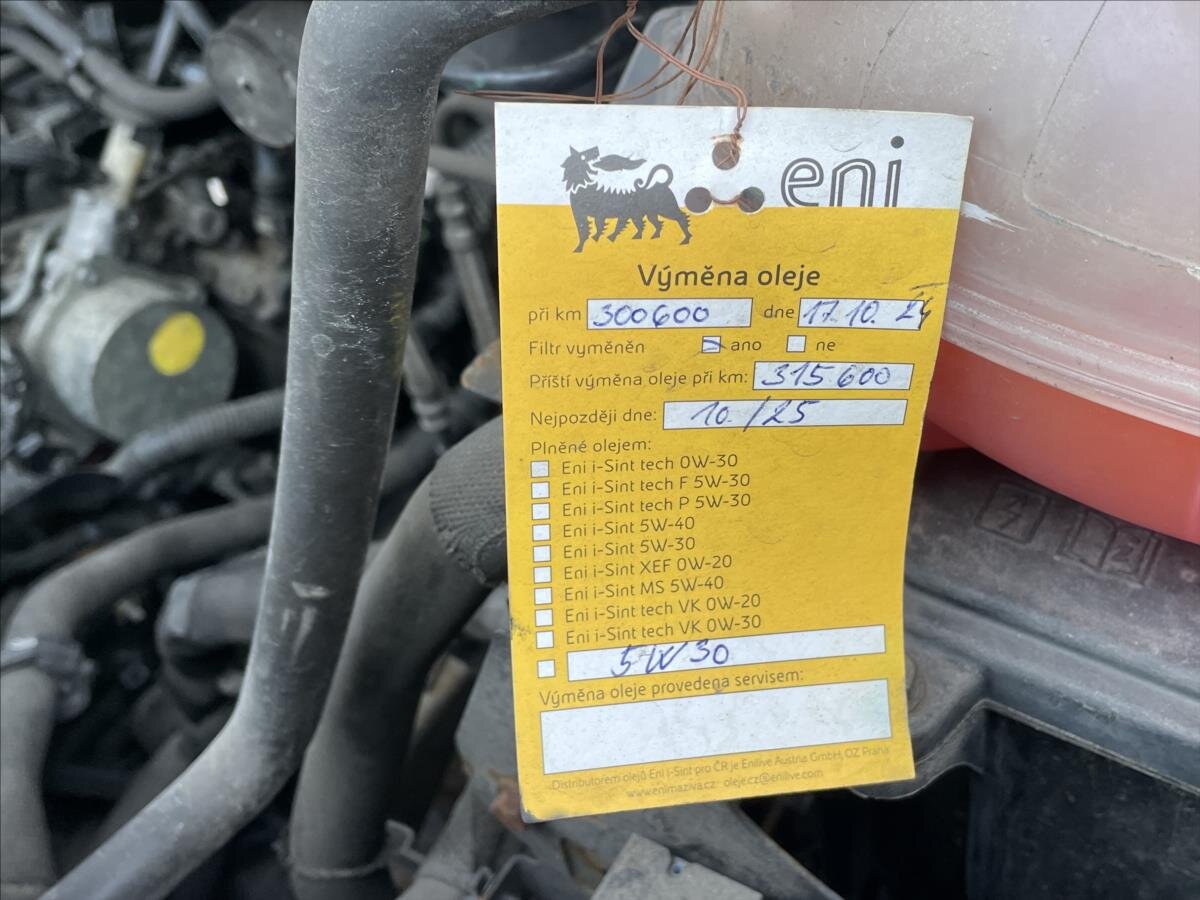 eni
Výměna oleje
při km 300600 dne 17.10. 24
Filtr vyměněn ano ne
Příští výměna oleje při km: 315 600
Nejpozději dne: 10. /25
Plněné olejem:
Eni i-Sint tech 0W-30
Eni i-Sint tech F 5W-30
Eni i-Sint tech P 5W-30
Eni i-Sint 5W-40
Eni i-Sint 5W-30
Eni i-Sint XEF 0W-20
Eni i-Sint MS 5W-40
Eni i-Sint tech VK 0W-20
Eni i-Sint tech VK 0W-30
5W30
Výměna oleje provedena servisem:
Distributorem olejů Eni i-Sint pro ČR je Enilive Austria GmbH, OZ Praha
www.enimaziva.cz oleje.cz@enilive.com